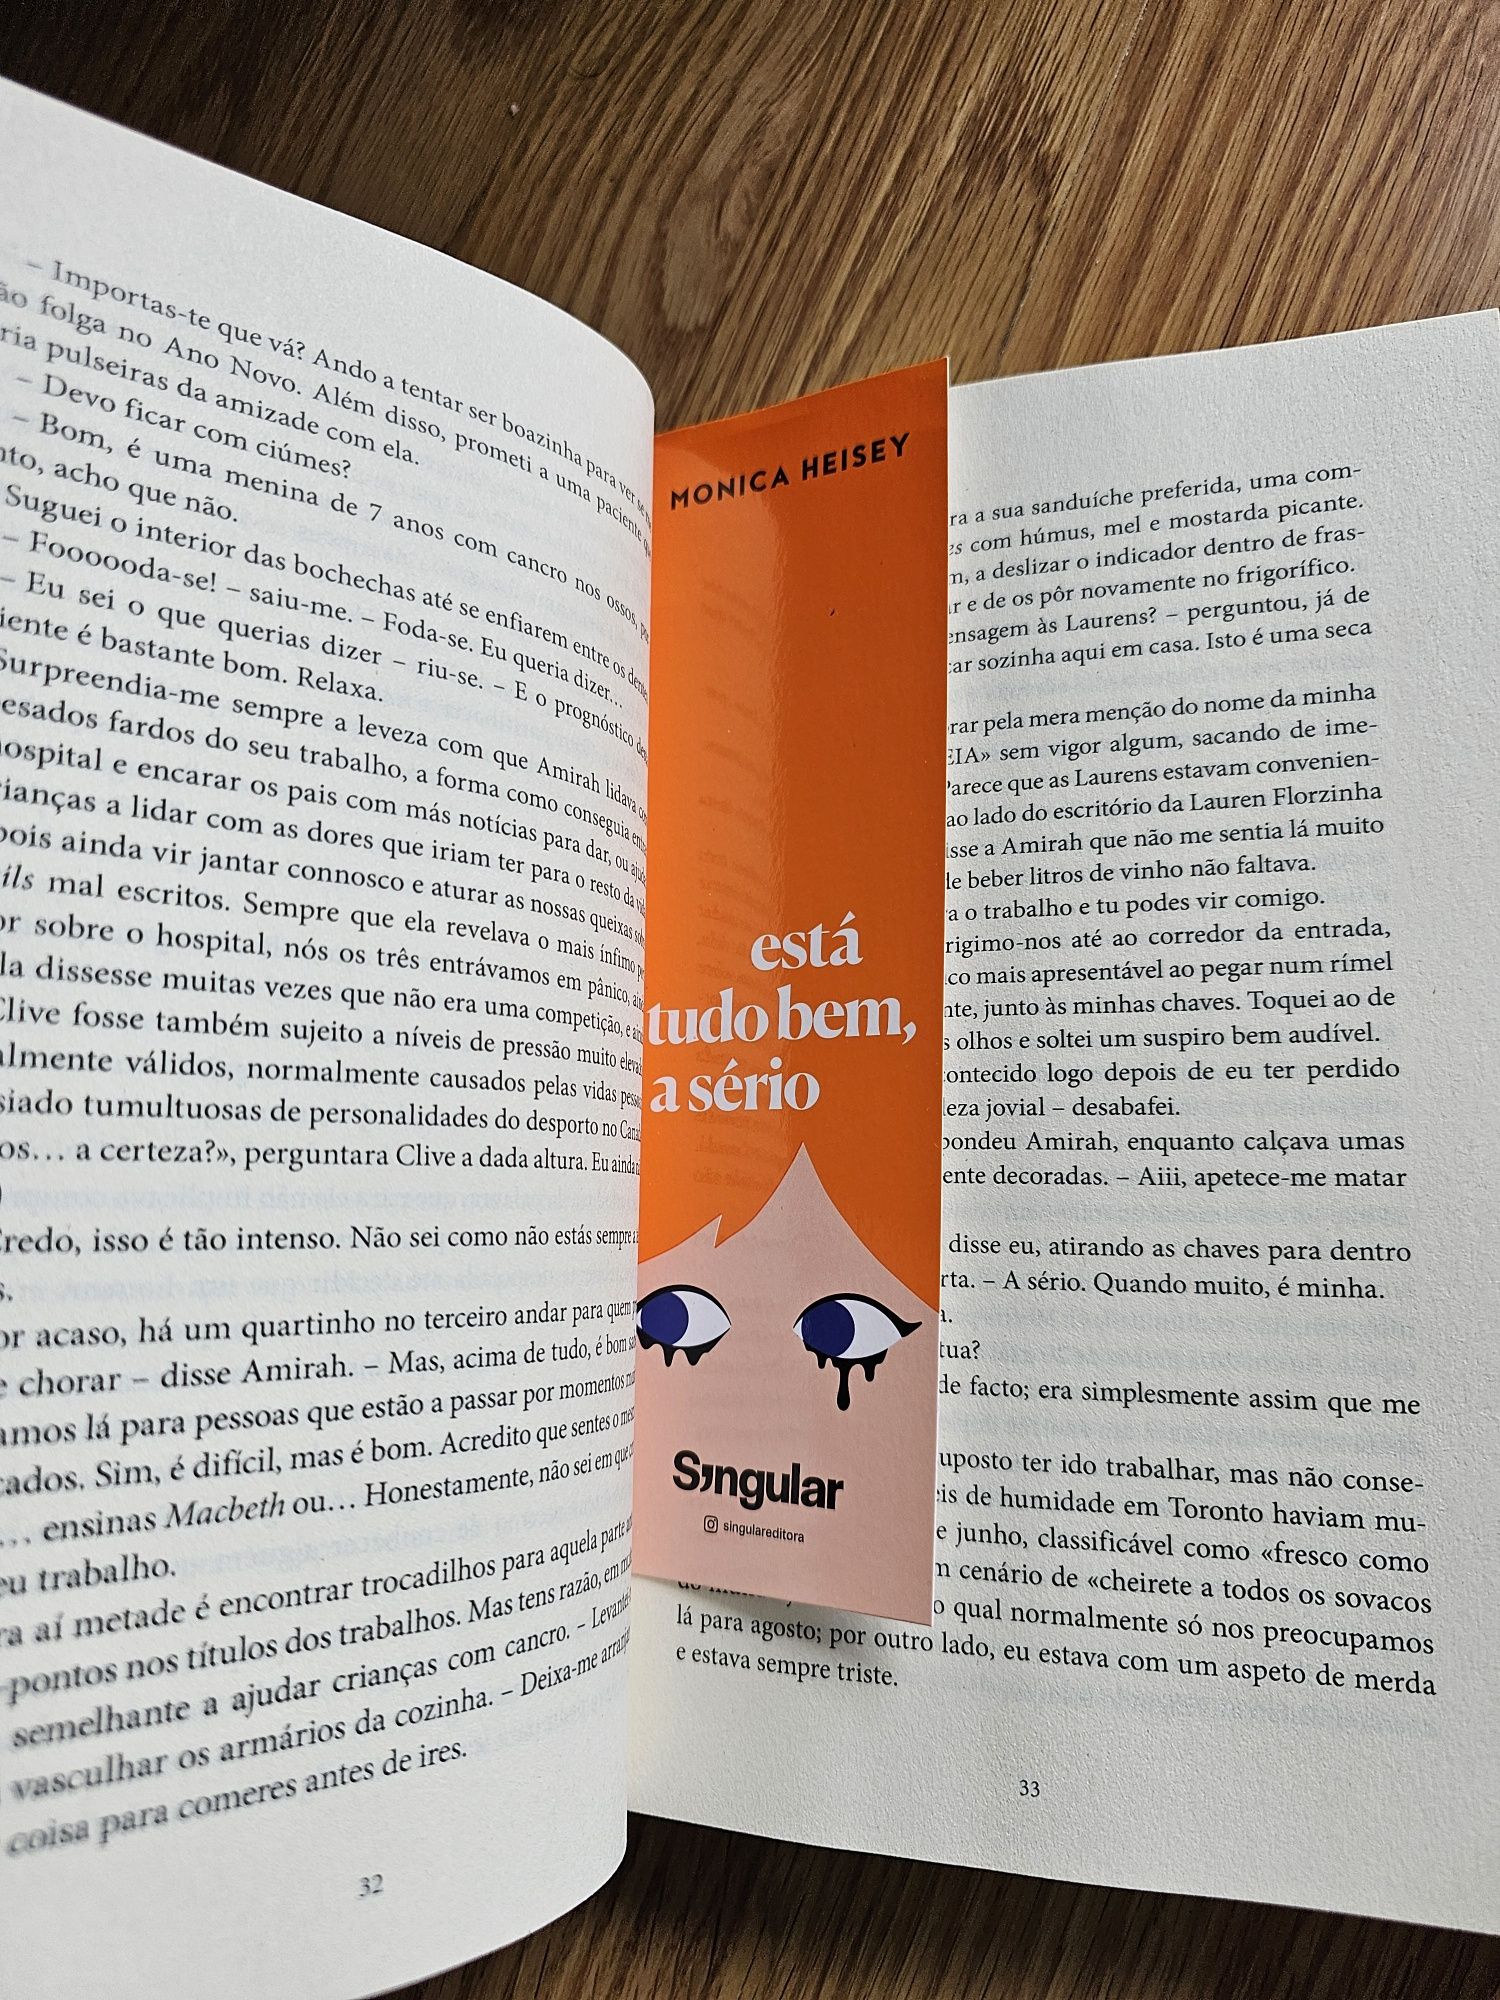 – Importas-te que vá? Ando a tentar ser boazinha para ver se
ão folga no Ano Novo. Além disso, prometi a uma paciente
ria pulseiras da amizade com ela.
– Devo ficar com ciúmes?
– Bom, é uma menina de 7 anos com cancro nos ossos,
nto, acho que não.
Suguei o interior das bochechas até se enfiarem entre os
– Foooooda-se! – saiu-me. – Foda-se. Eu queria dizer…
– Eu sei o que querias dizer – riu-se. – E o prognóstico
iente é bastante bom. Relaxa.
Surpreendia-me sempre a leveza com que Amirah lidava
esados fardos do seu trabalho, a forma como conseguia
hospital e encarar os pais com más notícias para dar, ou
rianças a lidar com as dores que iriam ter para o resto da
pois ainda vir jantar connosco e aturar as nossas queixas
ils mal escritos. Sempre que ela revelava o mais ínfimo
or sobre o hospital, nós os três entrávamos em pânico,
la dissesse muitas vezes que não era uma competição, e
Clive fosse também sujeito a níveis de pressão muito
almente válidos, normalmente causados pelas vidas
siado tumultuosas de personalidades do desporto no
os… a certeza?», perguntara Clive a dada altura. Eu
)
Credo, isso é tão intenso. Não sei como não estás sempre
s.
or acaso, há um quartinho no terceiro andar para quem
e chorar – disse Amirah. – Mas, acima de tudo, é bom
amos lá para pessoas que estão a passar por momentos
cados. Sim, é difícil, mas é bom. Acredito que sentes o
… ensinas Macbeth ou… Honestamente, não sei em que
eu trabalho.
ra aí metade é encontrar trocadilhos para aquela parte
pontos nos títulos dos trabalhos. Mas tens razão, em
semelhante a ajudar crianças com cancro. –
vasculhar os armários da cozinha. – Deixa-me
coisa para comeres antes de ires.
32
MONICA HEISEY
está
tudo bem,
a sério
Singular
singulareditora
ra a sua sanduíche preferida, uma com-
es com húmus, mel e mostarda picante.
m, a deslizar o indicador dentro de fras-
ar e de os pôr novamente no frigorífico.
ensagem às Laurens? – perguntou, já de
car sozinha aqui em casa. Isto é uma seca
rar pela mera menção do nome da minha
EIA» sem vigor algum, sacando de ime-
Parece que as Laurens estavam convenien-
ao lado do escritório da Lauren Florzinha
isse a Amirah que não me sentia lá muito
de beber litros de vinho não faltava.
ra o trabalho e tu podes vir comigo.
rigimo-nos até ao corredor da entrada,
co mais apresentável ao pegar num rímel
nte, junto às minhas chaves. Toquei ao de
s olhos e soltei um suspiro bem audível.
ontecido logo depois de eu ter perdido
leza jovial – desabafei.
pondeu Amirah, enquanto calçava umas
ente decoradas. – Aiii, apetece-me matar
disse eu, atirando as chaves para dentro
rta. – A sério. Quando muito, é minha.
a.
tua?
de facto; era simplesmente assim que me
uposto ter ido trabalhar, mas não conse-
eis de humidade em Toronto haviam mu-
e junho, classificável como «fresco como
m cenário de «cheirete a todos os sovacos
o qual normalmente só nos preocupamos
lá para agosto; por outro lado, eu estava com um aspeto de merda
e estava sempre triste.
33